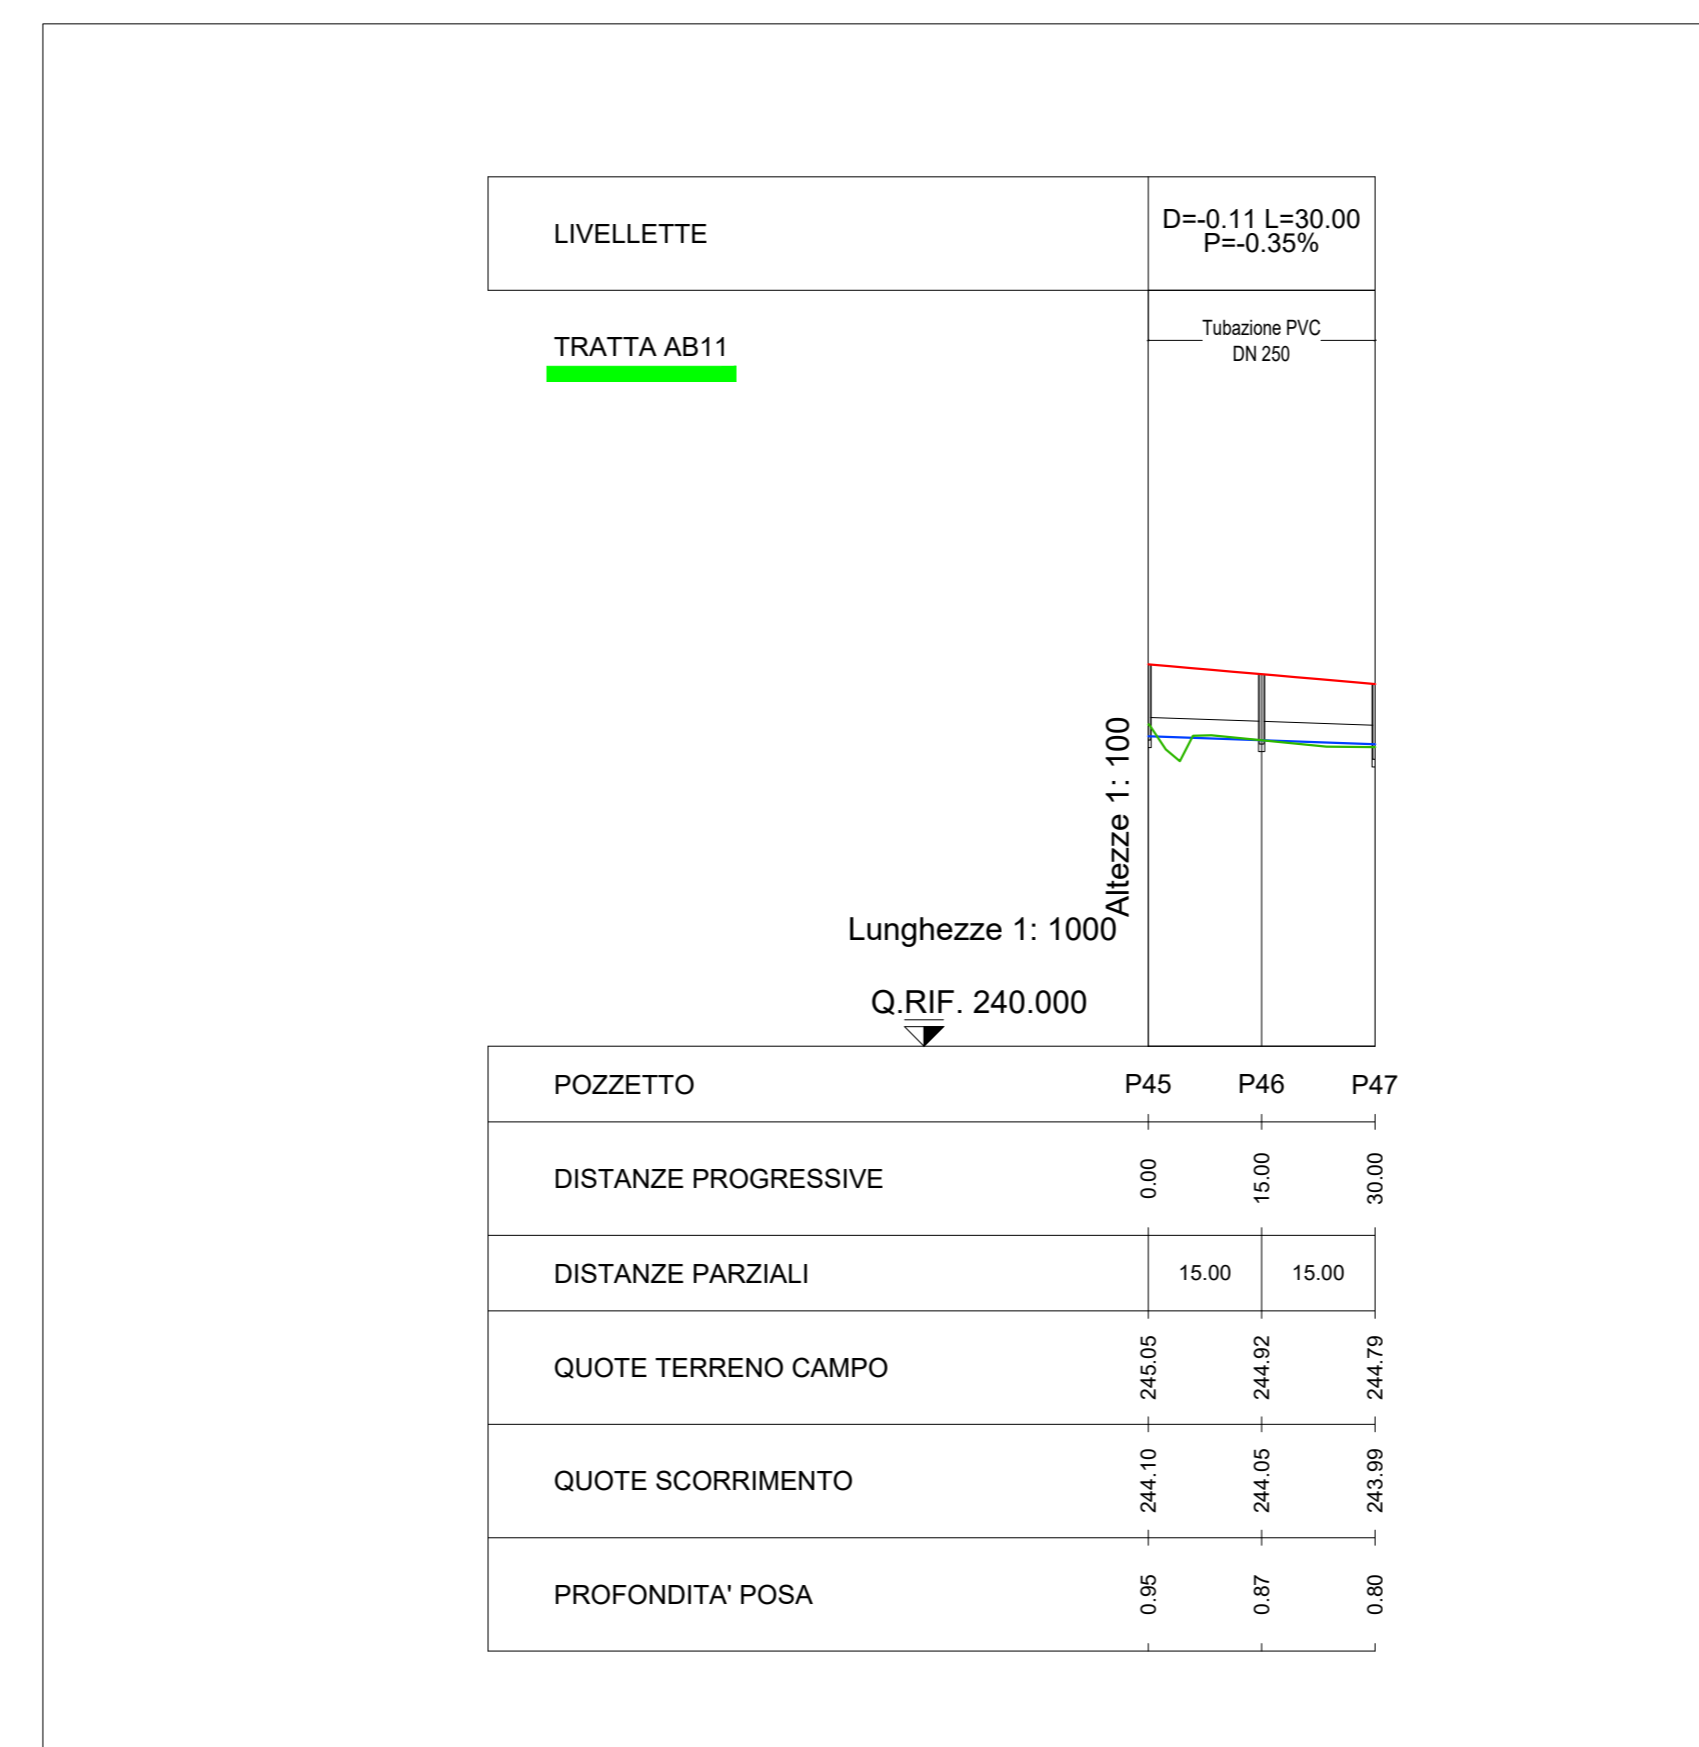 LIVELLETTE
D=-0.11 L=30.00
P=-0.35%
TRATTA AB11
Tubazione PVC
DN 250
Altezze 1: 100
Lunghezze 1: 1000
Q.RIF. 240.000
POZZETTO P45 P46 P47
DISTANZE PROGRESSIVE 0.00 15.00 30.00
DISTANZE PARZIALI 15.00 15.00
QUOTE TERRENO CAMPO 245.05 244.92 244.79
QUOTE SCORRIMENTO 244.10 244.05 243.99
PROFONDITA' POSA 0.95 0.87 0.80